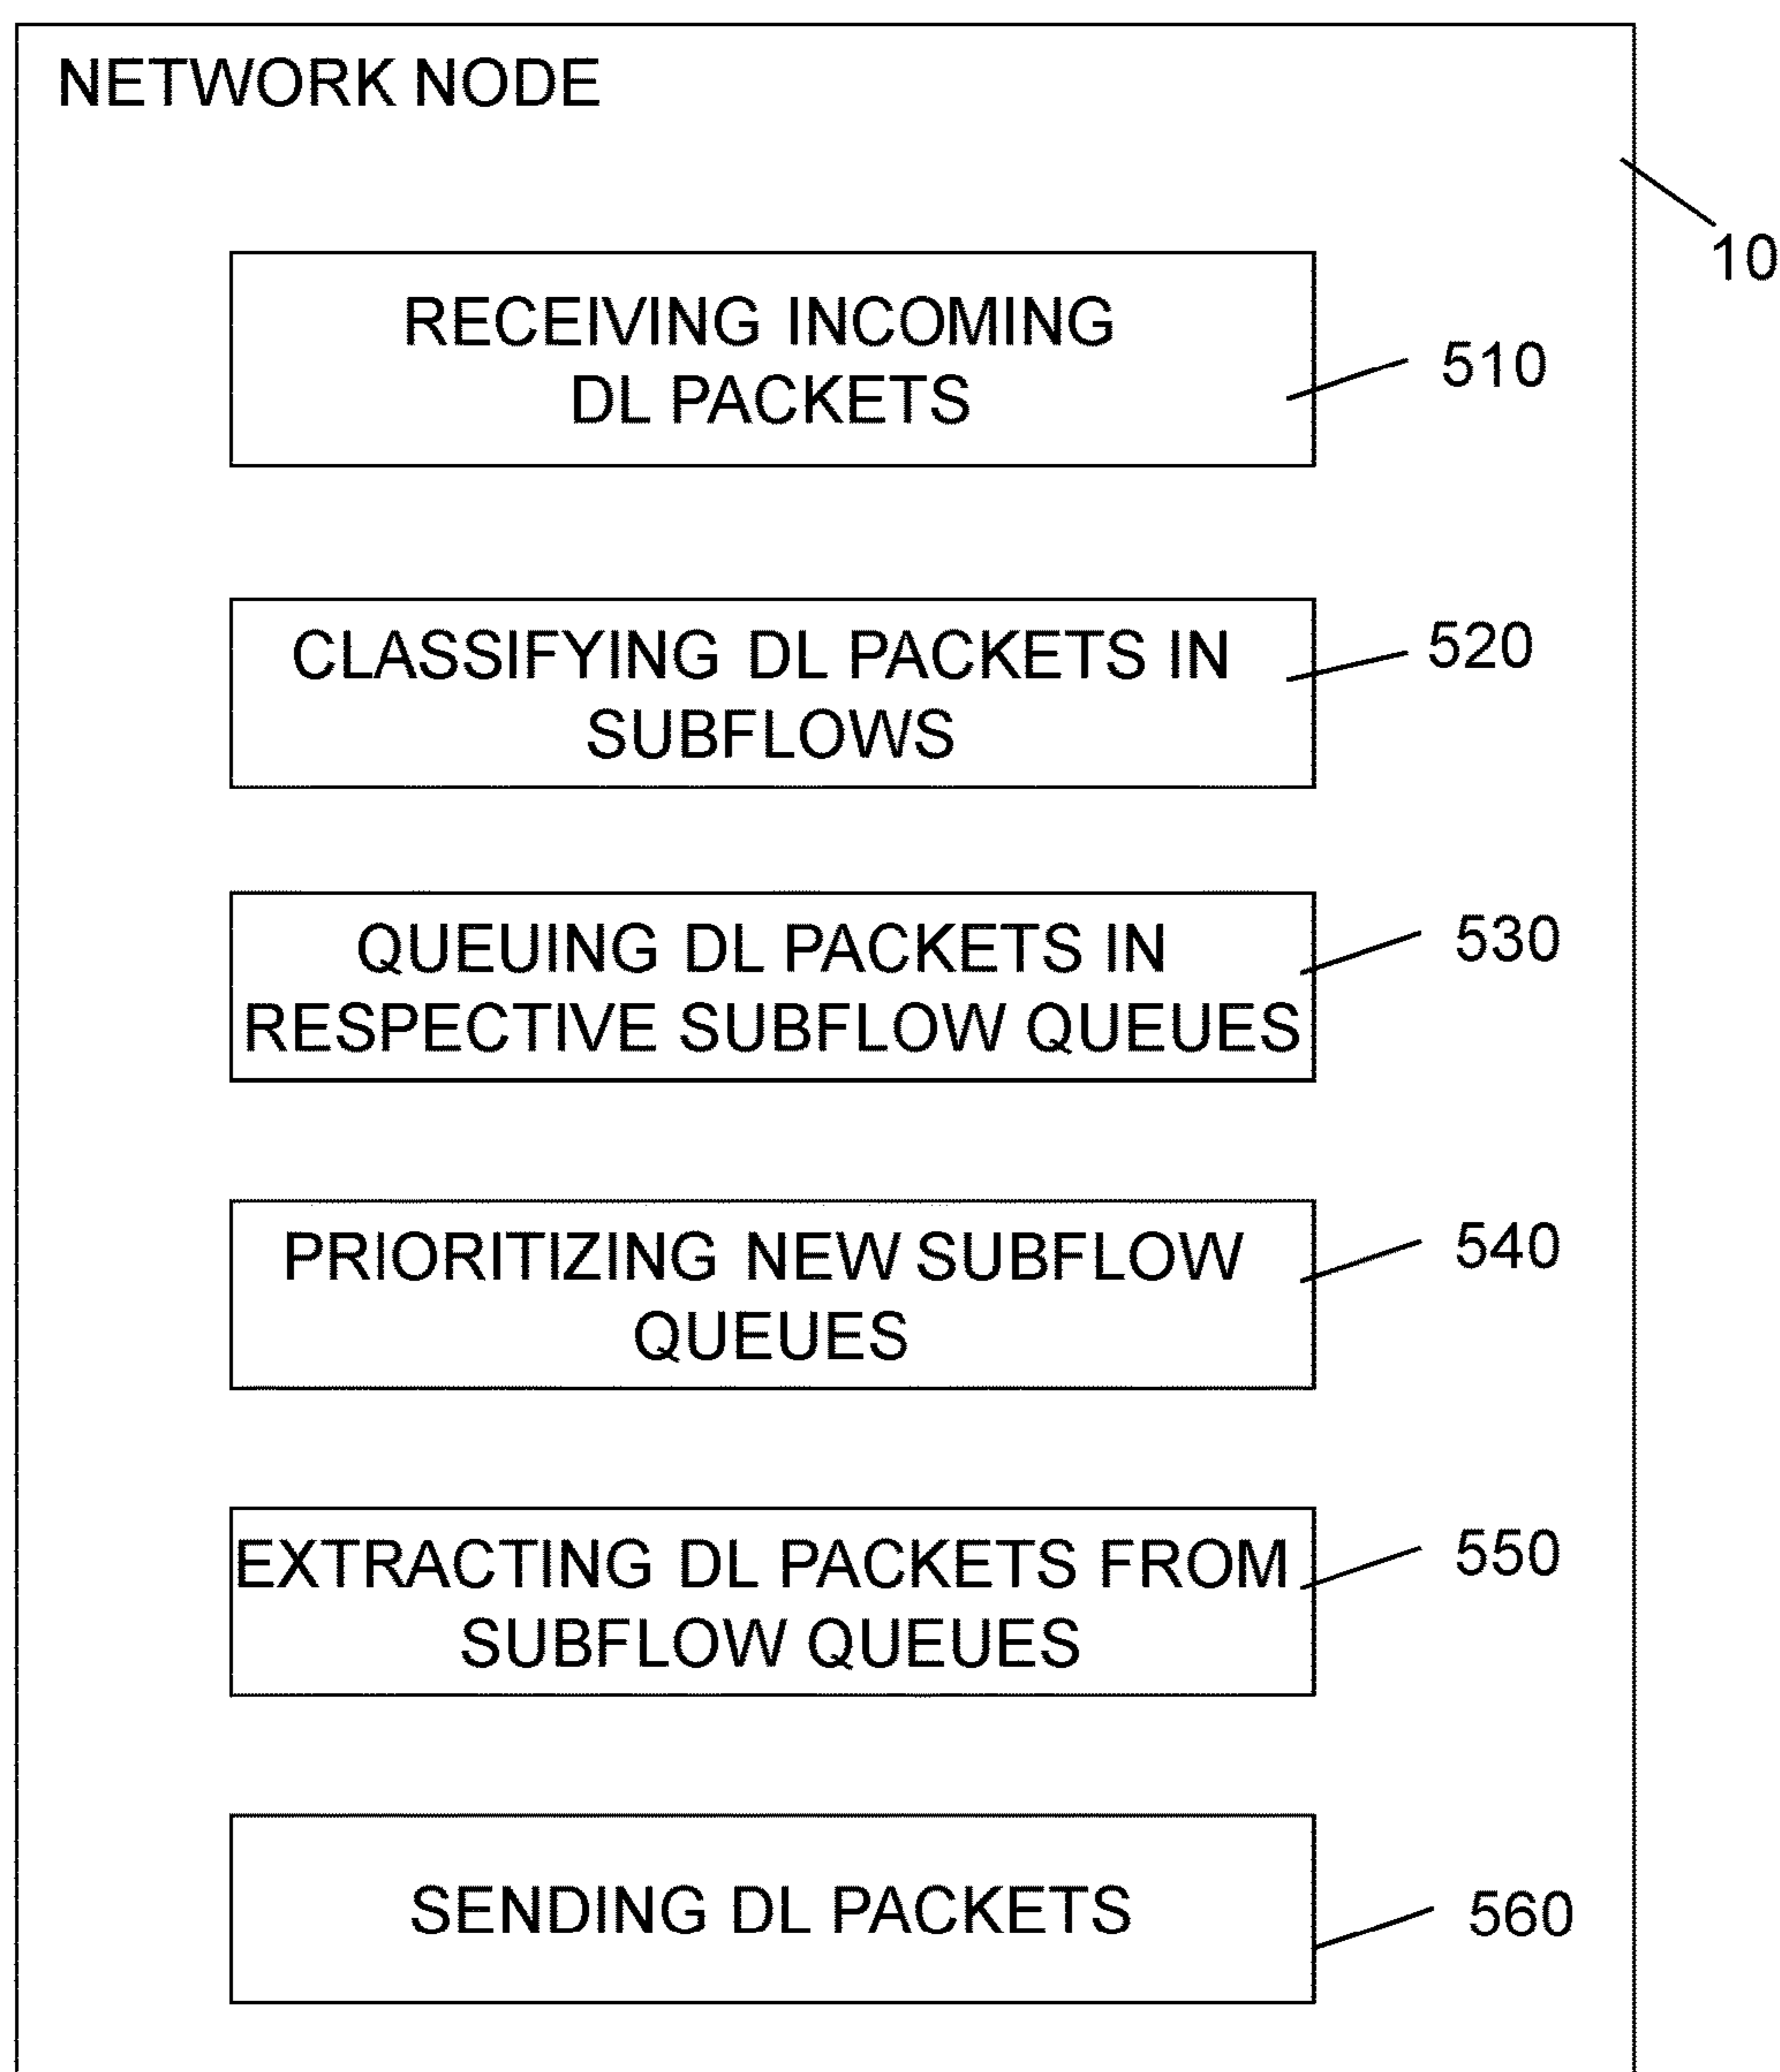 NETWORK NODE
10
RECEIVING INCOMING
DL PACKETS
510
CLASSIFYING DL PACKETS IN
SUBFLOWS
520
QUEUING DL PACKETS IN
RESPECTIVE SUBFLOW QUEUES
530
PRIORITIZING NEW SUBFLOW
QUEUES
540
EXTRACTING DL PACKETS FROM
SUBFLOW QUEUES
550
SENDING DL PACKETS
560